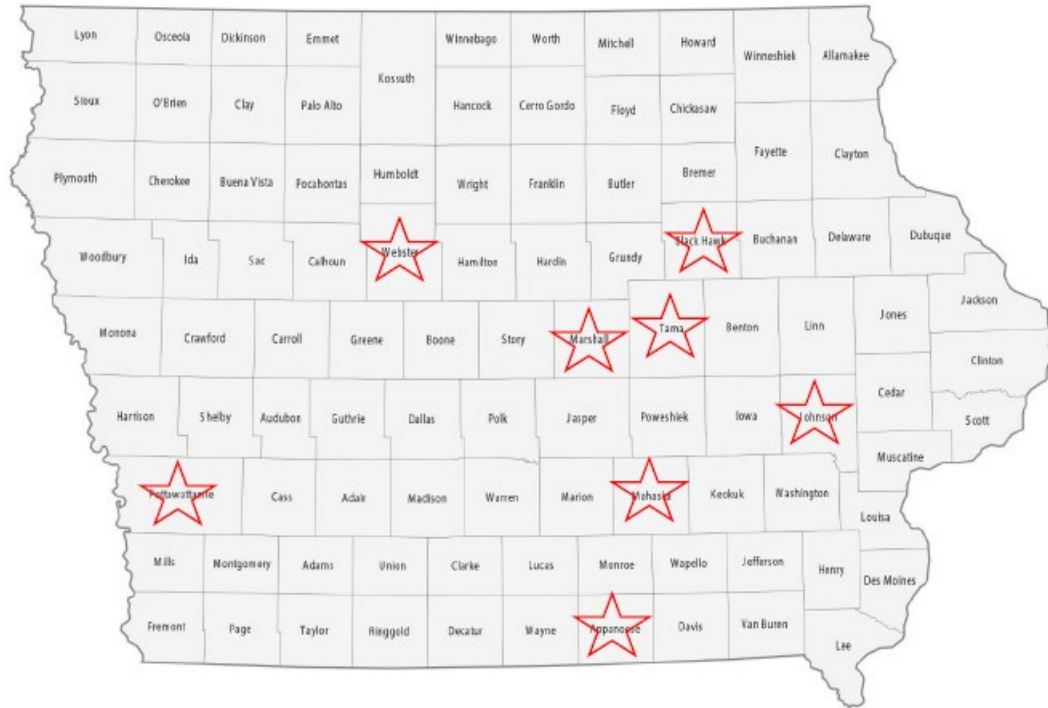 Lyon Osceola Dickinson Emmet Winnebago Worth Mitchell Howard
Winneshiek Allamakee
Kossuth
Sioux O'Brien Clay Palo Alto Hancock Cerro Gordo Floyd Chickasaw
Fayette Clayton
Plymouth Cherokee Buena Vista Pocahontas Humboldt Wright Franklin Butler Bremer
Woodbury Ida Sac Calhoun Webster Hamilton Hardin Grundy Black Hawk Buchanan Delaware Dubuque
Jackson
Monona Crawford Carroll Greene Boone Story Marshall Tama Benton Linn Jones
Clinton
Harrison Shelby Audubon Guthrie Dallas Polk Jasper Poweshiek Iowa Johnson Cedar Scott
Muscatine
Pottawattamie Cass Adair Madison Warren Marion Mahaska Keokuk Washington
Louisa
Mills Montgomery Adams Union Clarke Lucas Monroe Wapello Jefferson Henry Des Moines
Fremont Page Taylor Ringgold Decatur Wayne Appanoose Davis Van Buren
Lee